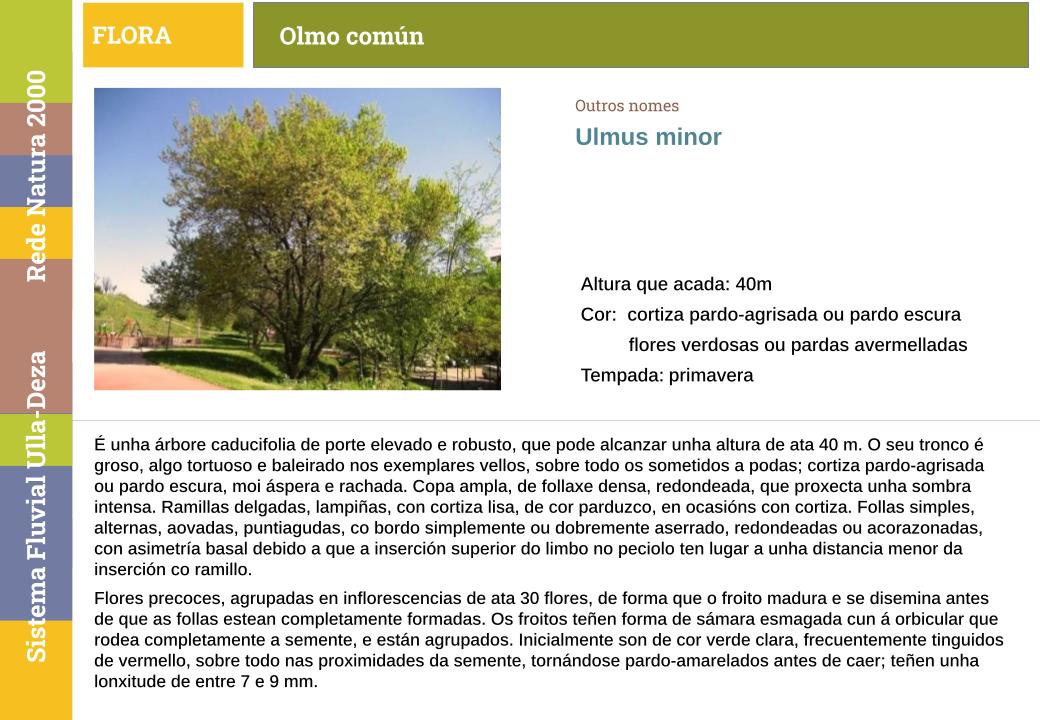 FLORA
Olmo común
Rede Natura 2000
Sistema Fluvial Ulla-Deza
Outros nomes
Ulmus minor
Altura que acada: 40m
Cor: cortiza pardo-agrisada ou pardo escura
flores verdosas ou pardas avermelladas
Tempada: primavera
É unha árbore caducifolia de porte elevado e robusto, que pode alcanzar unha altura de ata 40 m. O seu tronco é
groso, algo tortuoso e baleirado nos exemplares vellos, sobre todo os sometidos a podas; cortiza pardo-agrisada
ou pardo escura, moi áspera e rachada. Copa ampla, de follaxe densa, redondeada, que proxecta unha sombra
intensa. Ramillas delgadas, lampiñas, con cortiza lisa, de cor parduzco, en ocasións con cortiza. Follas simples,
alternas, aovadas, puntiagudas, co bordo simplemente ou dobremente aserrado, redondeadas ou acorazonadas,
con asimetría basal debido a que a inserción superior do limbo no peciolo ten lugar a unha distancia menor da
inserción co ramillo.
Flores precoces, agrupadas en inflorescencias de ata 30 flores, de forma que o froito madura e se disemina antes
de que as follas estean completamente formadas. Os froitos teñen forma de sámara esmagada cun á orbicular que
rodea completamente a semente, e están agrupados. Inicialmente son de cor verde clara, frecuentemente tinguidos
de vermello, sobre todo nas proximidades da semente, tornándose pardo-amarelados antes de caer; teñen unha
lonxitude de entre 7 e 9 mm.